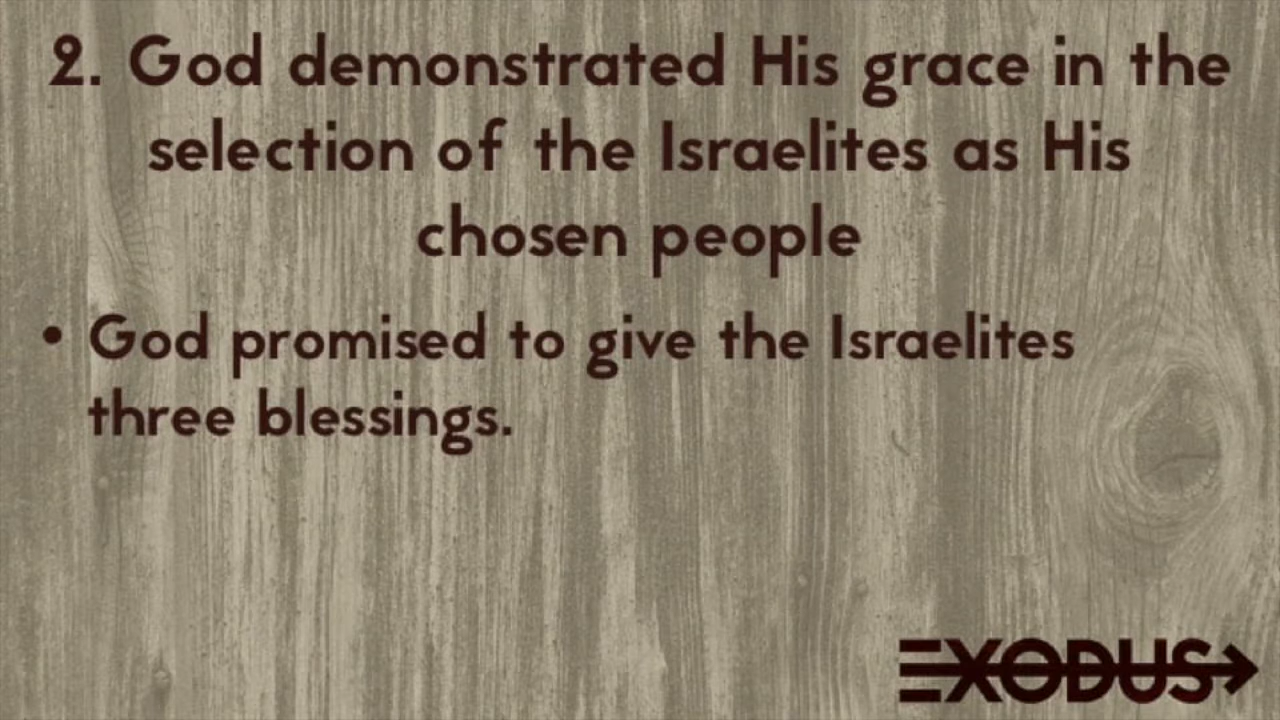 2. God demonstrated His grace in the
selection of the Israelites as His
chosen people
• God promised to give the Israelites
three blessings.
EXODUS